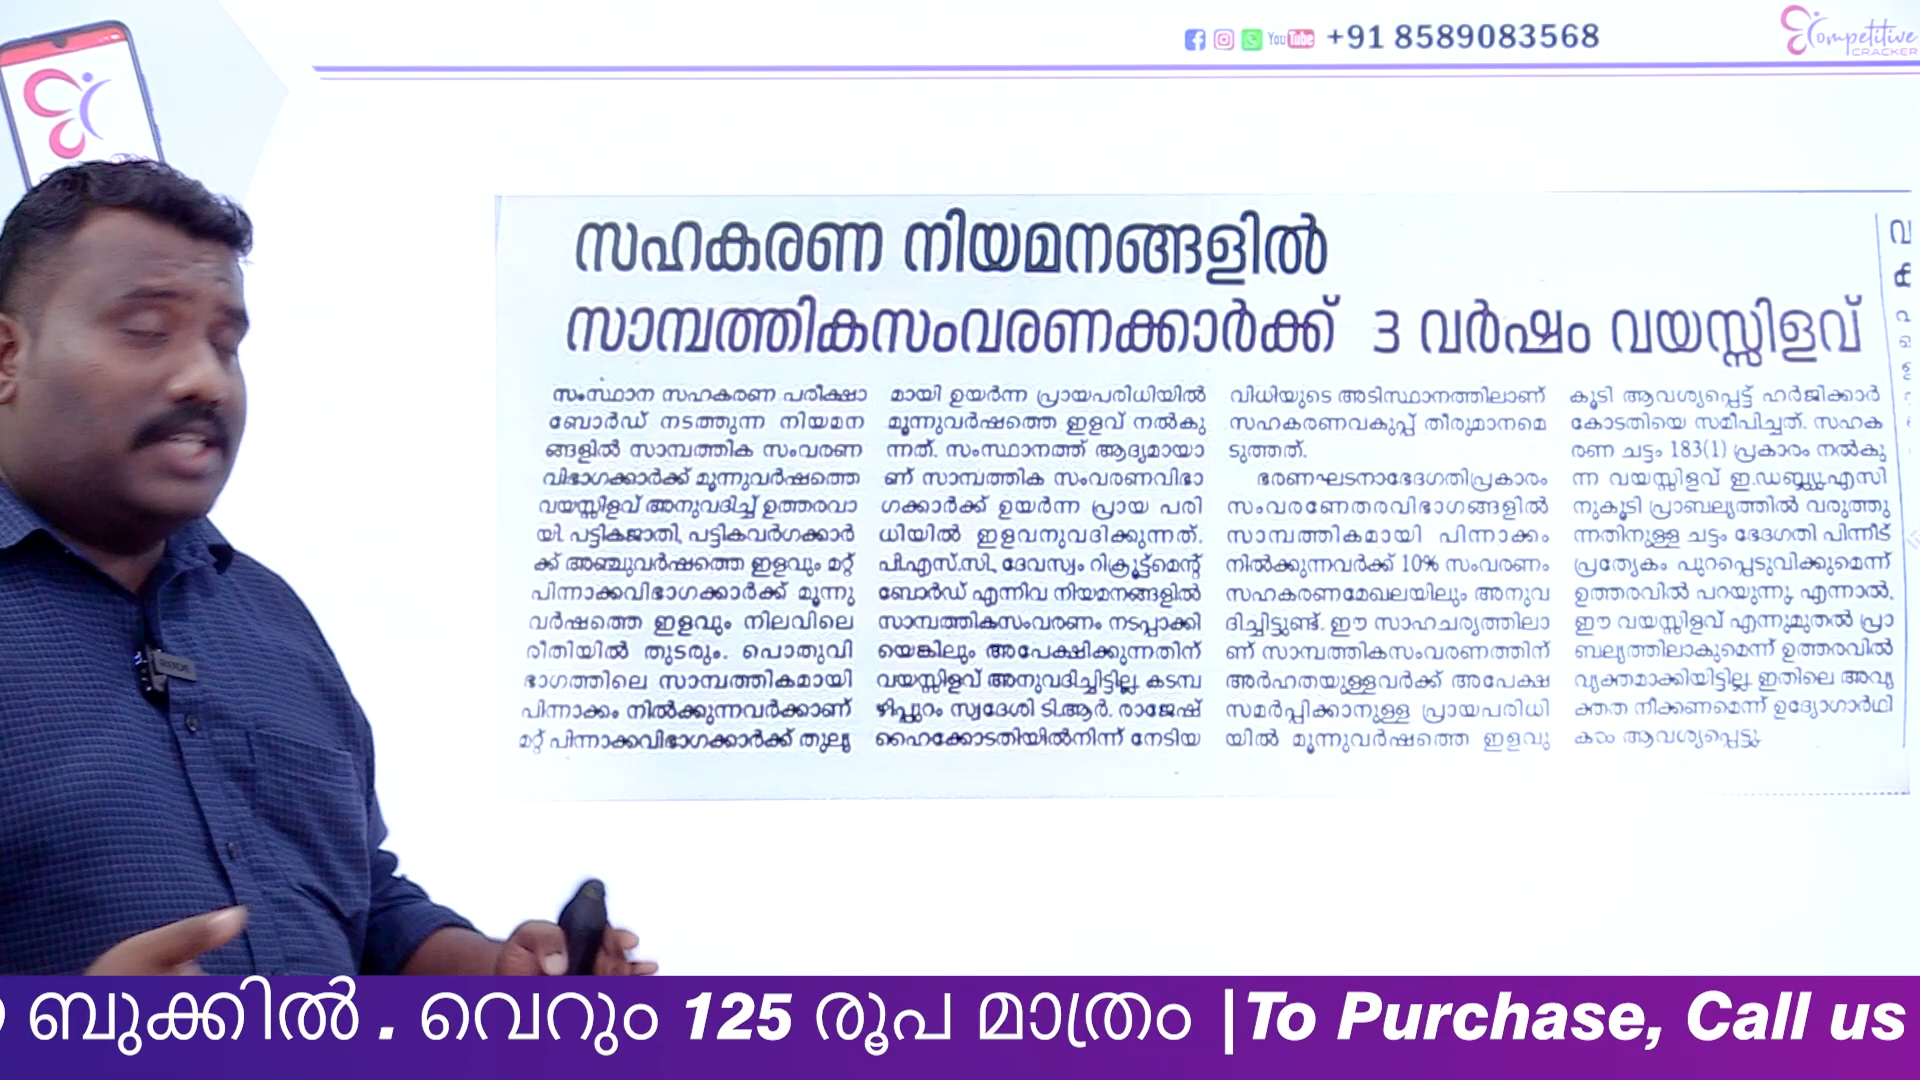 You Tube +91 8589083568
Competitive
CRACKER
സഹകരണ നിയമനങ്ങളിൽ
സാമ്പത്തികസംവരണക്കാർക്ക് 3 വർഷം വയസ്സിളവ്
സംസ്ഥാന സഹകരണ പരീക്ഷാ
ബോർഡ് നടത്തുന്ന നിയമന
ങ്ങളിൽ സാമ്പത്തിക സംവരണ
വിഭാഗക്കാർക്ക് മൂന്നുവർഷത്തെ
വയസ്സിളവ് അനുവദിച്ച് ഉത്തരവാ
യി. പട്ടികജാതി, പട്ടികവർഗക്കാർ
ക്ക് അഞ്ചുവർഷത്തെ ഇളവും മറ്റ്
പിന്നാക്കവിഭാഗക്കാർക്ക് മൂന്നു
വർഷത്തെ ഇളവും നിലവിലെ
രീതിയിൽ തുടരും. പൊതുവി
ഭാഗത്തിലെ സാമ്പത്തികമായി
പിന്നാക്കം നിൽക്കുന്നവർക്കാണ്
മറ്റ് പിന്നാക്കവിഭാഗക്കാർക്ക് തുല്യ
മായി ഉയർന്ന പ്രായപരിധിയിൽ
മൂന്നുവർഷത്തെ ഇളവ് നൽകു
ന്നത്. സംസ്ഥാനത്ത് ആദ്യമായാ
ണ് സാമ്പത്തിക സംവരണവിഭാ
ഗക്കാർക്ക് ഉയർന്ന പ്രായ പരി
ധിയിൽ ഇളവനുവദിക്കുന്നത്.
പി.എസ്.സി., ദേവസ്വം റിക്രൂട്ട്മെന്റ്
ബോർഡ് എന്നിവ നിയമനങ്ങളിൽ
സാമ്പത്തികസംവരണം നടപ്പാക്കി
യെങ്കിലും അപേക്ഷിക്കുന്നതിന്
വയസ്സിളവ് അനുവദിച്ചിട്ടില്ല. കടമ്പ
ഴിപ്പുറം സ്വദേശി ടി.ആർ. രാജേഷ്
ഹൈക്കോടതിയിൽനിന്ന് നേടിയ
വിധിയുടെ അടിസ്ഥാനത്തിലാണ്
സഹകരണവകുപ്പ് തീരുമാനമെ
ടുത്തത്.
ഭരണഘടനാഭേദഗതിപ്രകാരം
സംവരണേതരവിഭാഗങ്ങളിൽ
സാമ്പത്തികമായി പിന്നാക്കം
നിൽക്കുന്നവർക്ക് 10% സംവരണം
സഹകരണമേഖലയിലും അനുവ
ദിച്ചിട്ടുണ്ട്. ഈ സാഹചര്യത്തിലാ
ണ് സാമ്പത്തികസംവരണത്തിന്
അർഹതയുള്ളവർക്ക് അപേക്ഷ
സമർപ്പിക്കാനുള്ള പ്രായപരിധി
യിൽ മൂന്നുവർഷത്തെ ഇളവു
കൂടി ആവശ്യപ്പെട്ട് ഹർജിക്കാർ
കോടതിയെ സമീപിച്ചത്. സഹക
രണ ചട്ടം 183(1) പ്രകാരം നൽകു
ന്ന വയസ്സിളവ് ഇ.ഡബ്ല്യുഎസി
നുകൂടി പ്രാബല്യത്തിൽ വരുത്തു
ന്നതിനുള്ള ചട്ടം ഭേദഗതി പിന്നീട്
പ്രത്യേകം പുറപ്പെടുവിക്കുമെന്ന്
ഉത്തരവിൽ പറയുന്നു. എന്നാൽ,
ഈ വയസ്സിളവ് എന്നുമുതൽ പ്രാ
ബല്യത്തിലാകുമെന്ന് ഉത്തരവിൽ
വ്യക്തമാക്കിയിട്ടില്ല. ഇതിലെ അവ്യ
ക്തത നീക്കണമെന്ന് ഉദ്യോഗാർഥി
കൾ ആവശ്യപ്പെട്ടു.
ബുക്കിൽ . വെറും 125 രൂപ മാത്രം |To Purchase, Call us